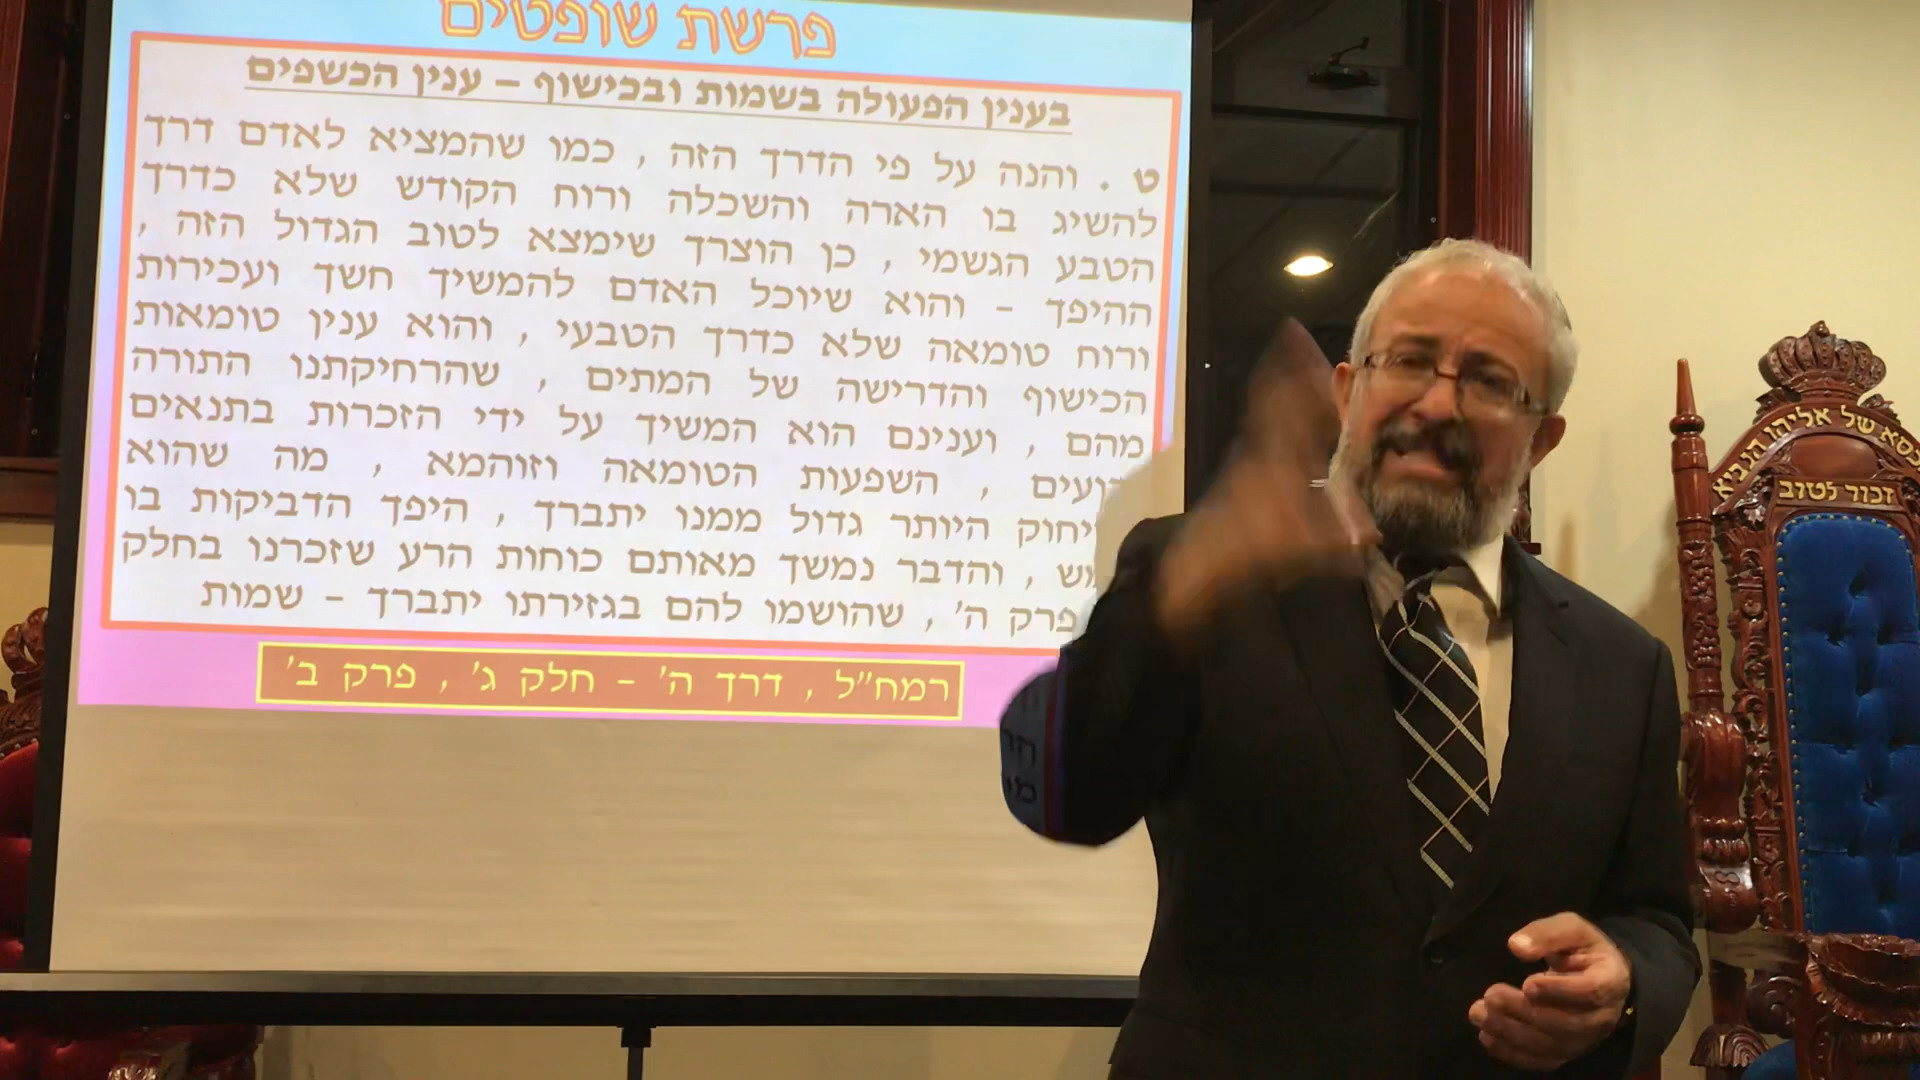 פרשת שופטים
בענין הפעולה בשמות ובכישוף – ענין הכשפים
ט . והנה על פי הדרך הזה , כמו שהמציא לאדם דרך
להשיג בו הארה והשכלה ורוח הקודש שלא כדרך
הטבע הגשמי , כן הוצרך שימצא לטוב הגדול הזה ,
ההיפך – והוא שיוכל האדם להמשיך חשך ועכירות
ורוח טומאה שלא כדרך הטבעי , והוא ענין טומאות
הכישוף והדרישה של המתים , שהרחיקתנו התורה
מהם , וענינם הוא המשיך על ידי הזכרות בתנאים
, השפעות הטומאה וזוהמא , מה שהוא
היותר גדול ממנו יתברך , היפך הדביקות בו
, והדבר נמשך מאותם כוחות הרע שזכרנו בחלק
פרק ה' , שהושמו להם בגזירתו יתברך – שמות
רמח"ל , דרך ה' – חלק ג' , פרק ב'
כסא של אליהו הנביא
זכור לטוב